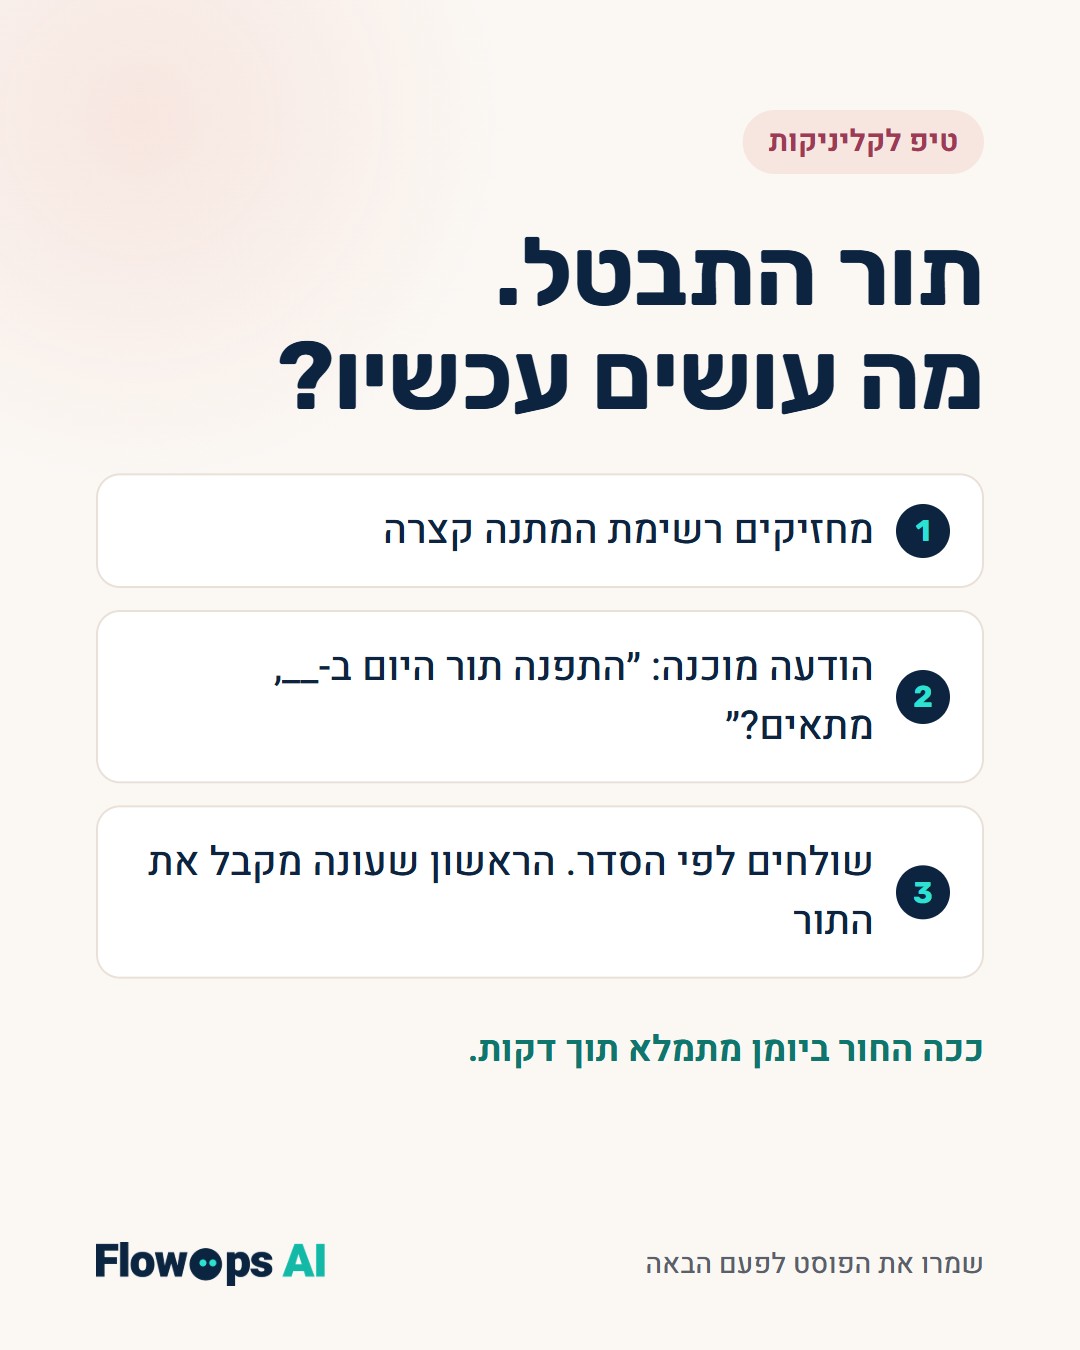 טיפ לקליניקות
תור התבטל.
מה עושים עכשיו?
1 מחזיקים רשימת המתנה קצרה
2 הודעה מוכנה: ”התפנה תור היום ב-__,
מתאים?”
3 שולחים לפי הסדר. הראשון שעונה מקבל את
התור
ככה החור ביומן מתמלא תוך דקות.
שמרו את הפוסט לפעם הבאה
Flowops AI